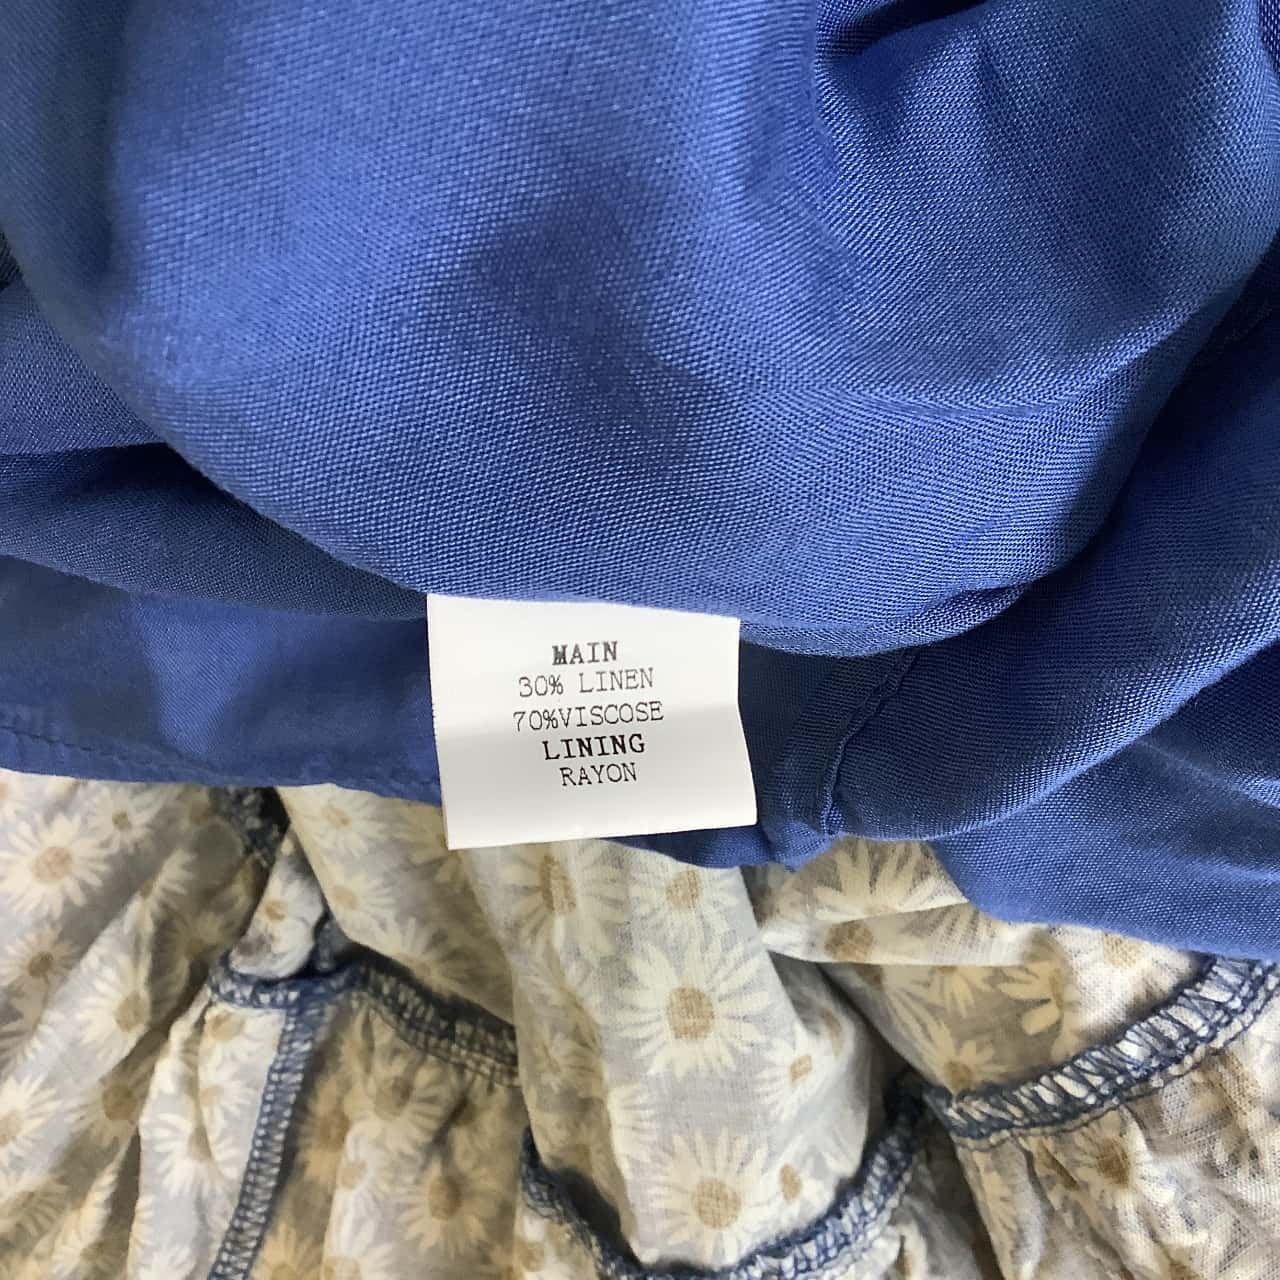 MAIN
30% LINEN
70%VISCOSE
LINING
RAYON